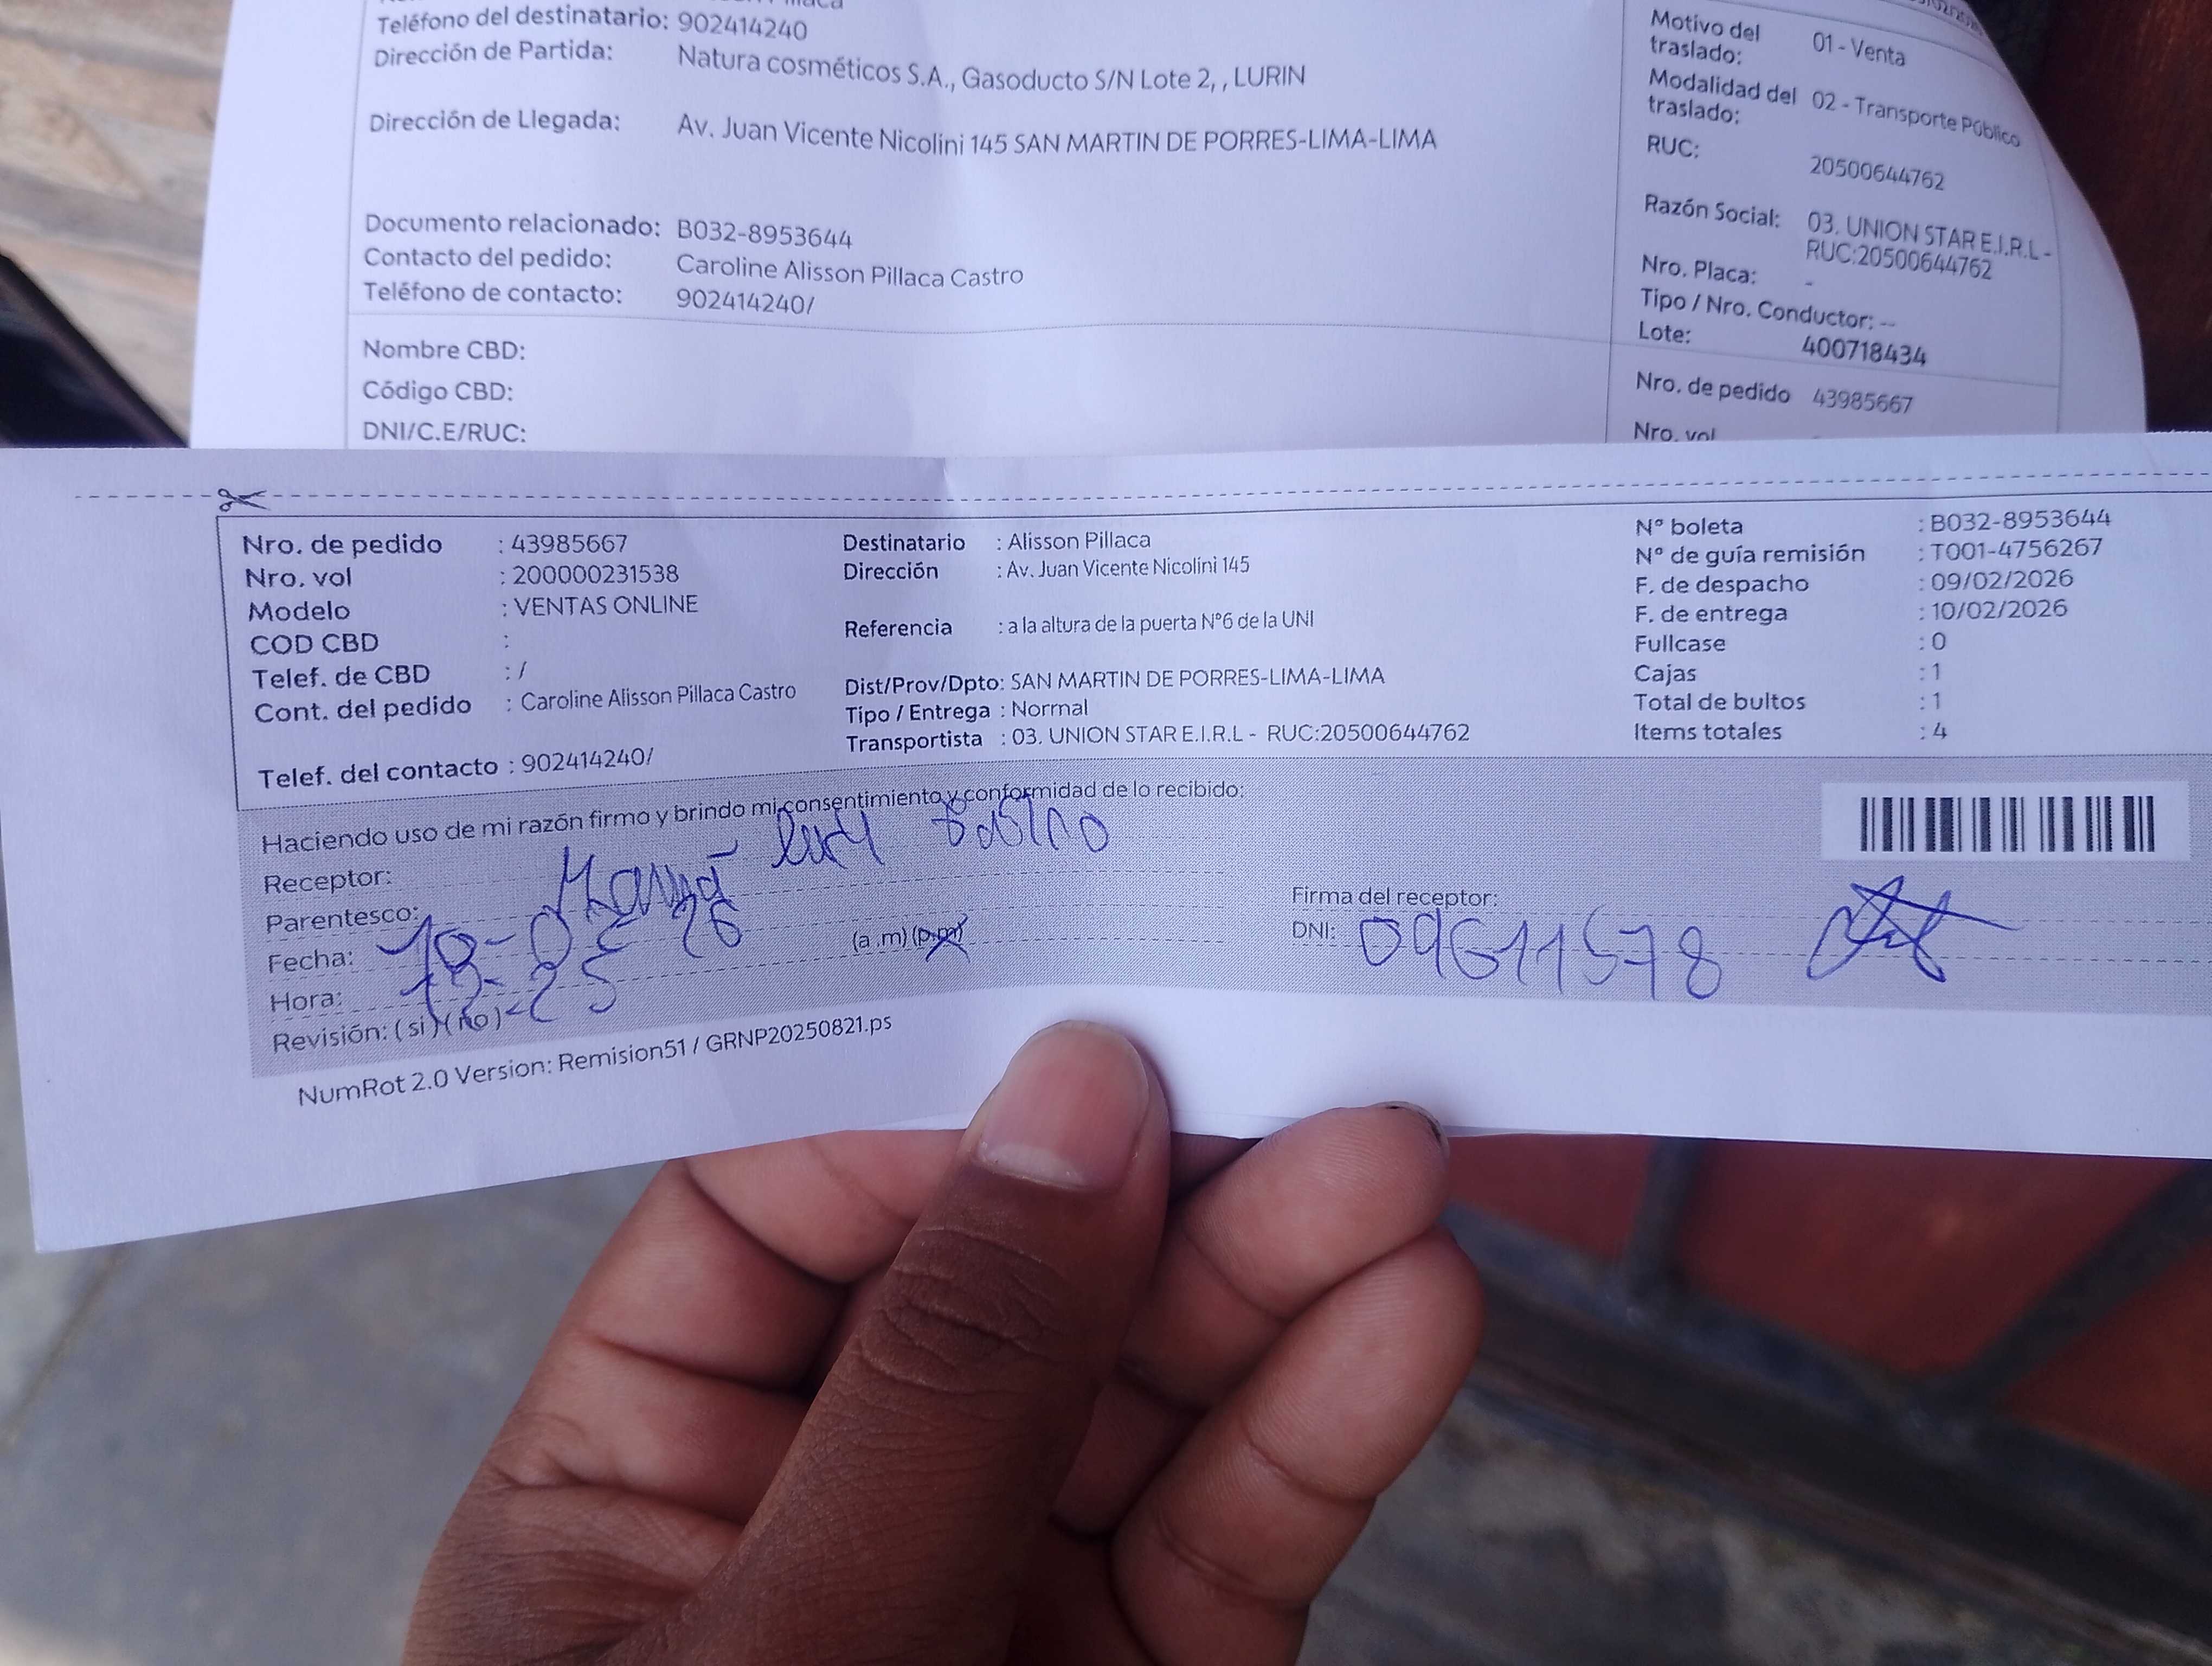 Teléfono del destinatario: 902414240
Dirección de Partida: Natura cosméticos S.A., Gasoducto S/N Lote 2, , LURIN
Dirección de Llegada: Av. Juan Vicente Nicolini 145 SAN MARTIN DE PORRES-LIMA-LIMA
Documento relacionado: B032-8953644
Contacto del pedido: Caroline Alisson Pillaca Castro
Teléfono de contacto: 902414240/
Nombre CBD:
Código CBD:
DNI/C.E/RUC:
Motivo del traslado: 01 - Venta
Modalidad del traslado: 02 - Transporte Público
RUC: 20500644762
Razón Social: 03. UNION STAR E.I.R.L -
RUC:20500644762
Nro. Placa: -
Tipo / Nro. Conductor: --
Lote: 400718434
Nro. de pedido 43985667
Nro. vol
Nro. de pedido : 43985667
Nro. vol : 200000231538
Modelo : VENTAS ONLINE
COD CBD :
Telef. de CBD : /
Cont. del pedido : Caroline Alisson Pillaca Castro
Telef. del contacto : 902414240/
Destinatario : Alisson Pillaca
Dirección : Av. Juan Vicente Nicolini 145
Referencia : a la altura de la puerta N°6 de la UNI
Dist/Prov/Dpto: SAN MARTIN DE PORRES-LIMA-LIMA
Tipo / Entrega : Normal
Transportista : 03. UNION STAR E.I.R.L - RUC:20500644762
N° boleta : B032-8953644
N° de guía remisión : T001-4756267
F. de despacho : 09/02/2026
F. de entrega : 10/02/2026
Fullcase : 0
Cajas : 1
Total de bultos : 1
Items totales : 4
Haciendo uso de mi razón firmo y brindo mi consentimiento y conformidad de lo recibido:
Receptor:
Parentesco: Mamá
Fecha: 26
Hora: (a .m) (p.m)
Revisión: ( si ) ( no )
Firma del receptor:
DNI: 09611578
NumRot 2.0 Version: Remision51 / GRNP20250821.ps